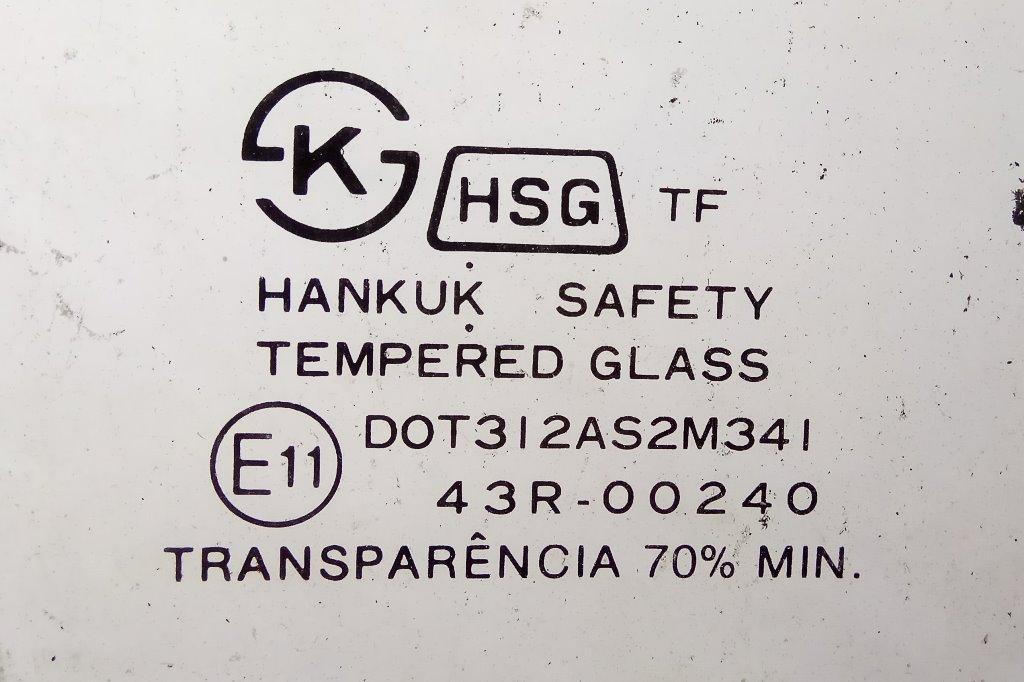 K HSG TF
HANKUK SAFETY
TEMPERED GLASS
E11 DOT312AS2M341
43R-00240
TRANSPARÊNCIA 70% MIN.